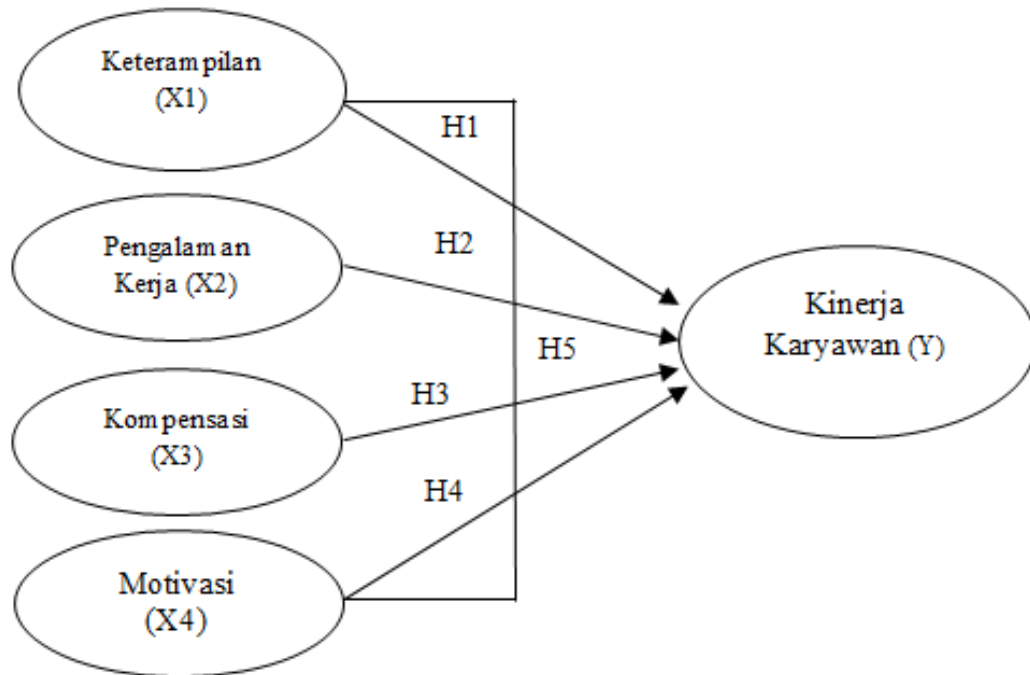 Keterampilan
(X1)
H1
Pengalaman
Kerja (X2)
H2
Kinerja
Karyawan (Y)
H5
H3
Kompensasi
(X3)
H4
Motivasi
(X4)